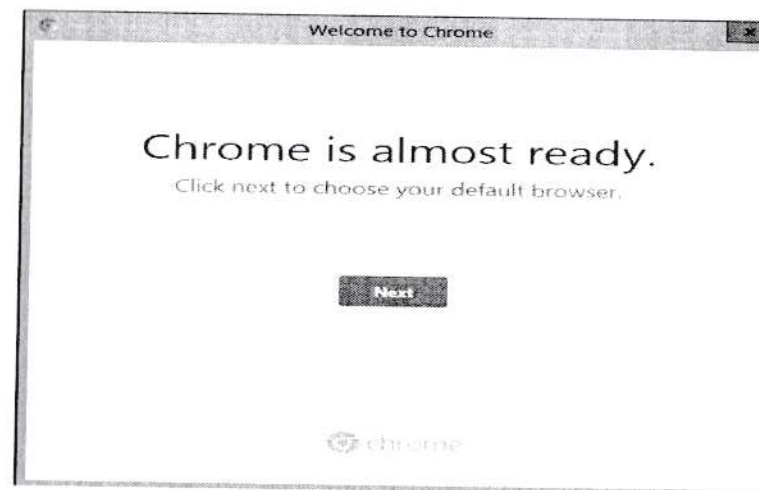 Welcome to Chrome
Chrome is almost ready.
Click next to choose your default browser.
Next
chrome